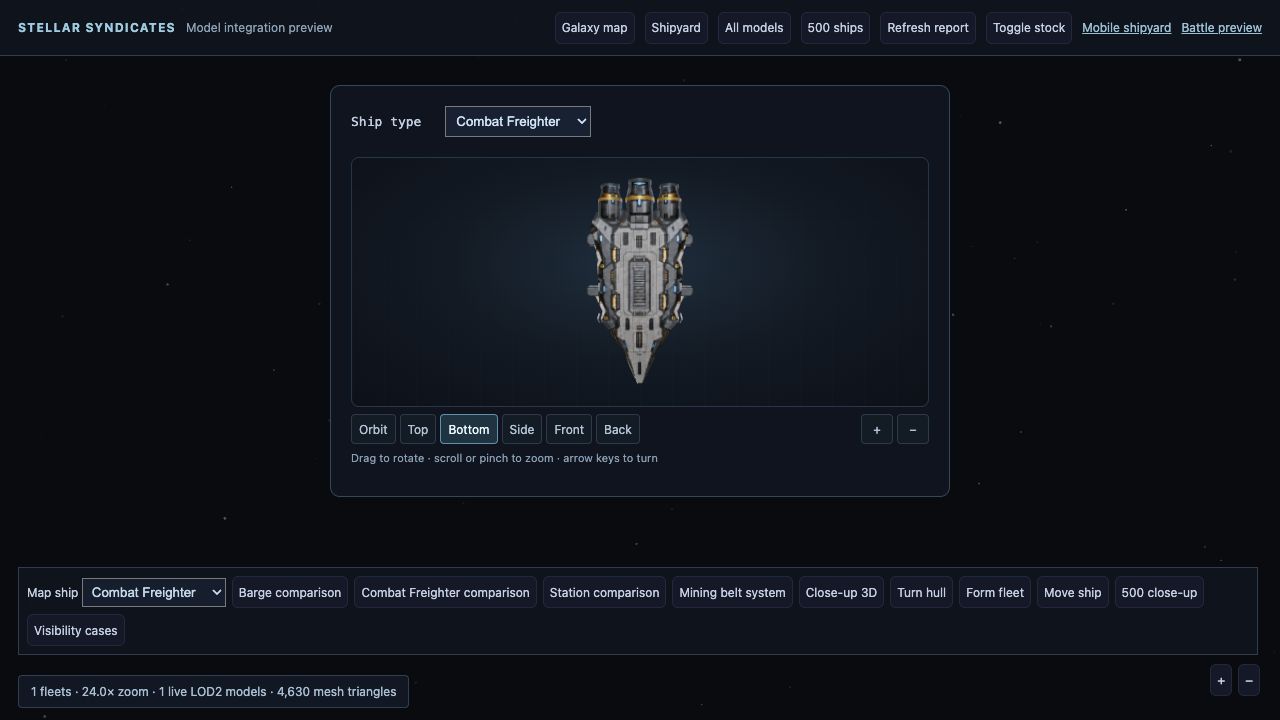 STELLAR SYNDICATES Model integration preview Galaxy map Shipyard All models 500 ships Refresh report Toggle stock Mobile shipyard Battle preview
Ship type Combat Freighter
Orbit Top Bottom Side Front Back + −
Drag to rotate · scroll or pinch to zoom · arrow keys to turn
Map ship Combat Freighter Barge comparison Combat Freighter comparison Station comparison Mining belt system Close-up 3D Turn hull Form fleet Move ship 500 close-up
Visibility cases
1 fleets · 24.0× zoom · 1 live LOD2 models · 4,630 mesh triangles + −